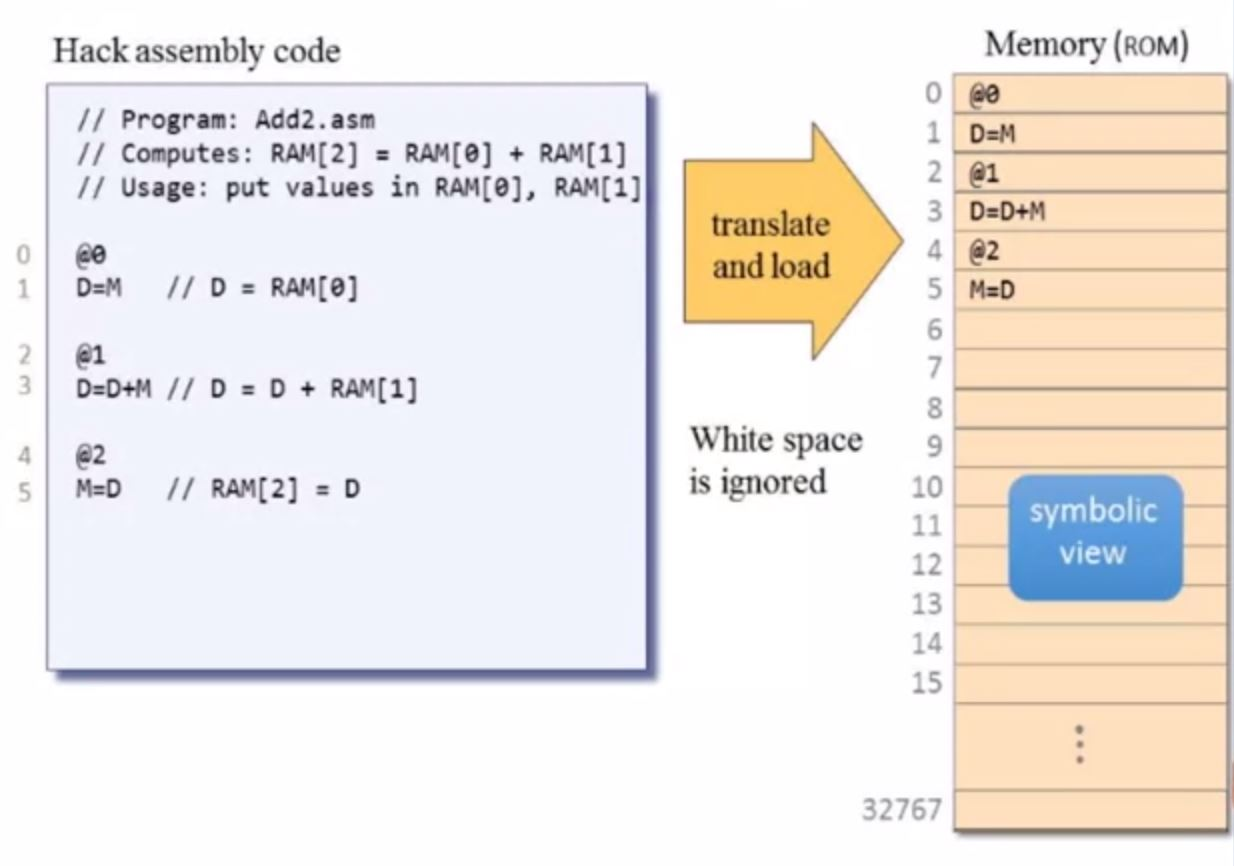 Hack assembly code
// Program: Add2.asm
// Computes: RAM[2] = RAM[0] + RAM[1]
// Usage: put values in RAM[0], RAM[1]
0 @0
1 D=M // D = RAM[0]
2 @1
3 D=D+M // D = D + RAM[1]
4 @2
5 M=D // RAM[2] = D
translate
and load
White space
is ignored
Memory (ROM)
0 @0
1 D=M
2 @1
3 D=D+M
4 @2
5 M=D
6
7
8
9
10
11
12
13
14
15
32767
symbolic
view